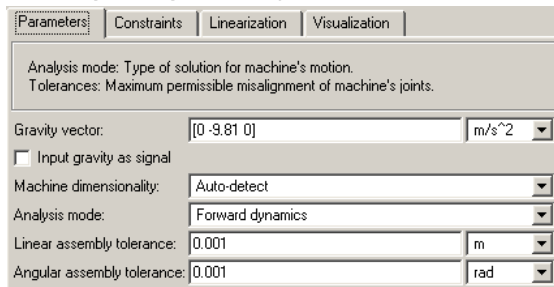 Parameters Constraints Linearization Visualization
Analysis mode: Type of solution for machine's motion.
Tolerances: Maximum permissible misalignment of machine's joints.
Gravity vector: [0 -9.81 0] m/s^2
Input gravity as signal
Machine dimensionality: Auto-detect
Analysis mode: Forward dynamics
Linear assembly tolerance: 0.001 m
Angular assembly tolerance: 0.001 rad